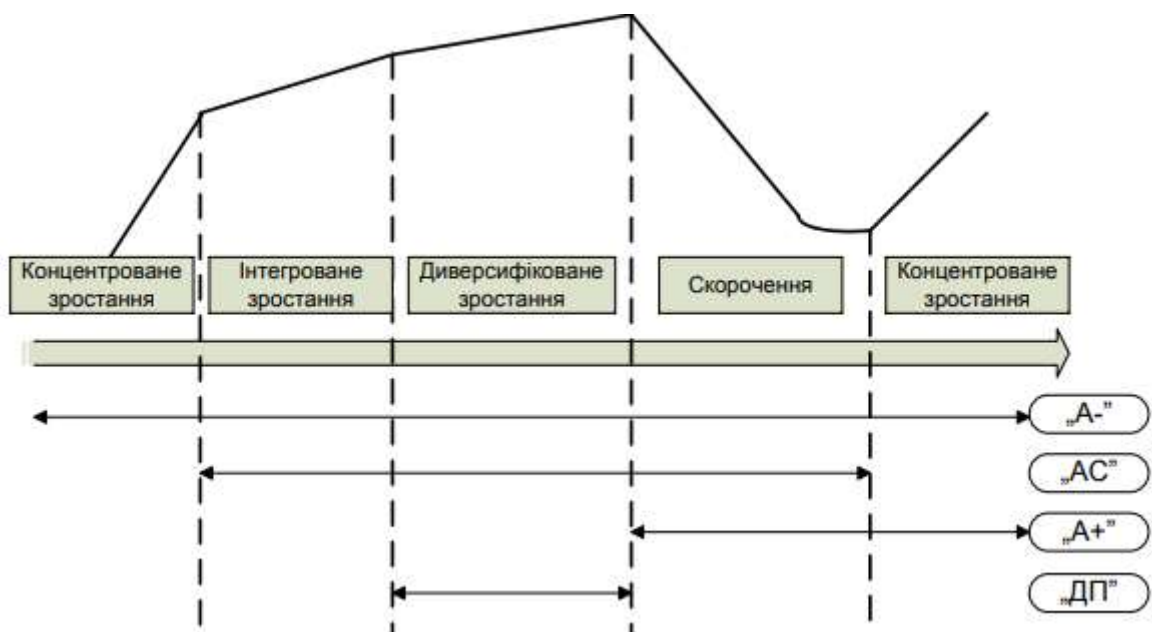 Концентроване
зростання
Інтегроване
зростання
Диверсифіковане
зростання
Скорочення
Концентроване
зростання
„А-”
„АС”
„А+”
„ДП”